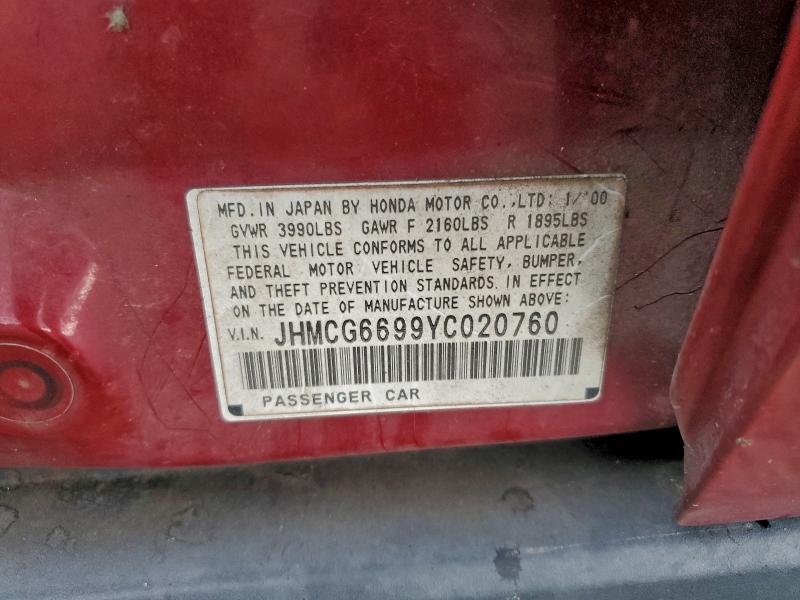 MFD. IN JAPAN BY HONDA MOTOR CO., LTD: 1/'00
GVWR 3990LBS GAWR F 2160LBS R 1895LBS
THIS VEHICLE CONFORMS TO ALL APPLICABLE
FEDERAL MOTOR VEHICLE SAFETY, BUMPER,
AND THEFT PREVENTION STANDARDS IN EFFECT
ON THE DATE OF MANUFACTURE SHOWN ABOVE:
V.I.N. JHMCG6699YC020760
PASSENGER CAR